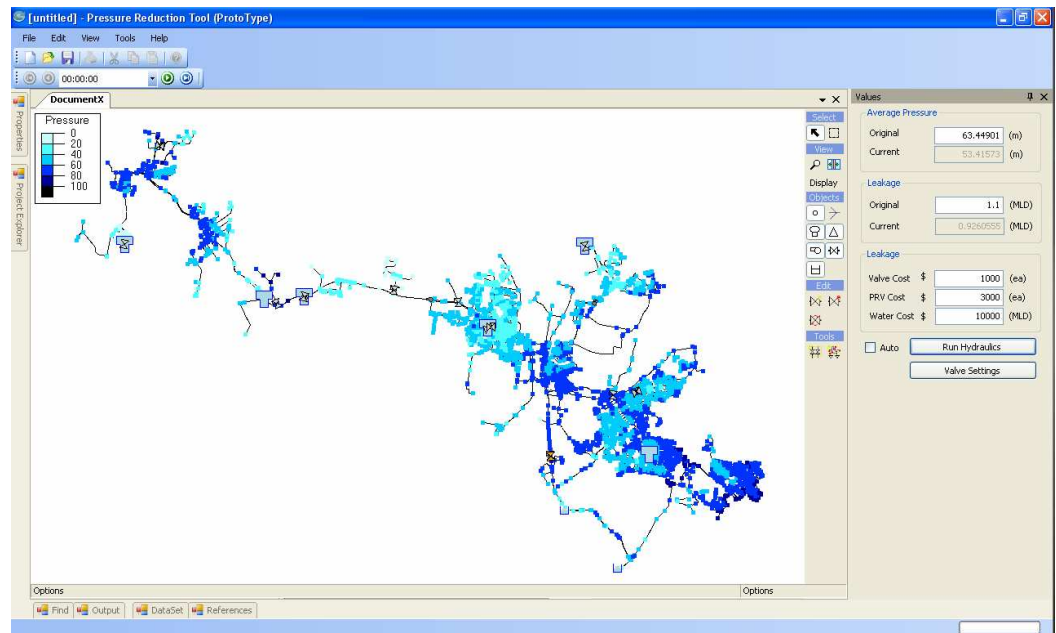 [untitled] - Pressure Reduction Tool (ProtoType)
File Edit View Tools Help
00:00:00
Properties
Project Explorer
DocumentX
Pressure
0
20
40
60
80
100
Select
View
Display
Objects
Edit
Tools
Options
Options
Values
Average Pressure
Original 63.44901 (m)
Current 53.41573 (m)
Leakage
Original 1.1 (MLD)
Current 0.9260555 (MLD)
Leakage
Valve Cost $ 1000 (ea)
PRV Cost $ 3000 (ea)
Water Cost $ 10000 (MLD)
Auto Run Hydraulics
Valve Settings
Find Output DataSet References